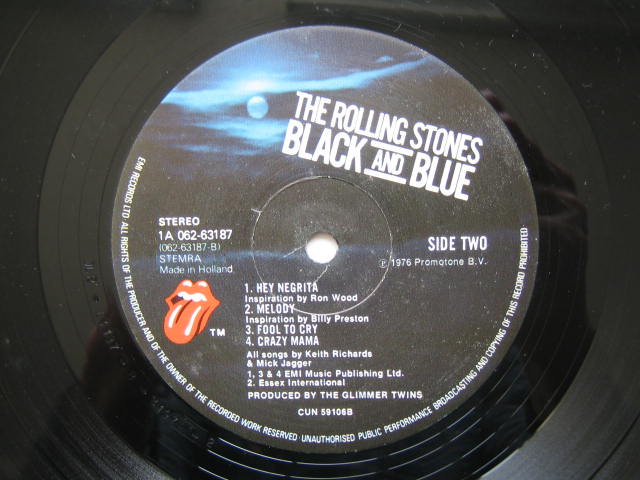 THE ROLLING STONES
BLACK AND BLUE
STEREO
1A 062-63187
(062-63187-B)
STEMRA
Made in Holland
SIDE TWO
℗ 1976 Promotone B.V.
1. HEY NEGRITA
Inspiration by Ron Wood
2. MELODY
Inspiration by Billy Preston
3. FOOL TO CRY
4. CRAZY MAMA
All songs by Keith Richards
& Mick Jagger
1. 3 & 4 EMI Music Publishing Ltd.
2. Essex International
PRODUCED BY THE GLIMMER TWINS
CUN 59106B
TM
EMI RECORDS LTD ALL RIGHTS OF THE PRODUCER AND OF THE OWNER OF THE RECORDED WORK RESERVED · UNAUTHORISED PUBLIC PERFORMANCE BROADCASTING AND COPYING OF THIS RECORD PROHIBITED